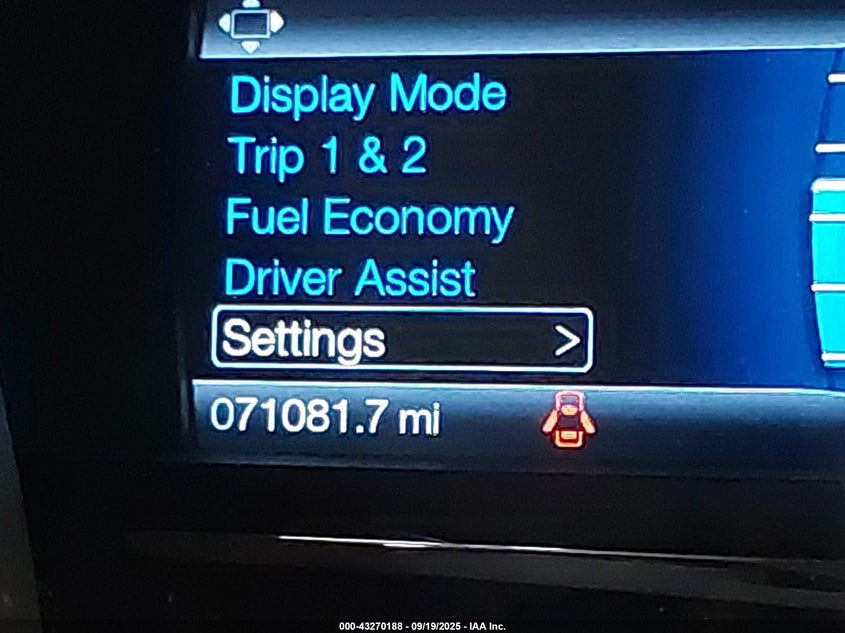 Display Mode
Trip 1 & 2
Fuel Economy
Driver Assist
Settings >
071081.7 mi
000-43270188 - 09/19/2025 - IAA Inc.